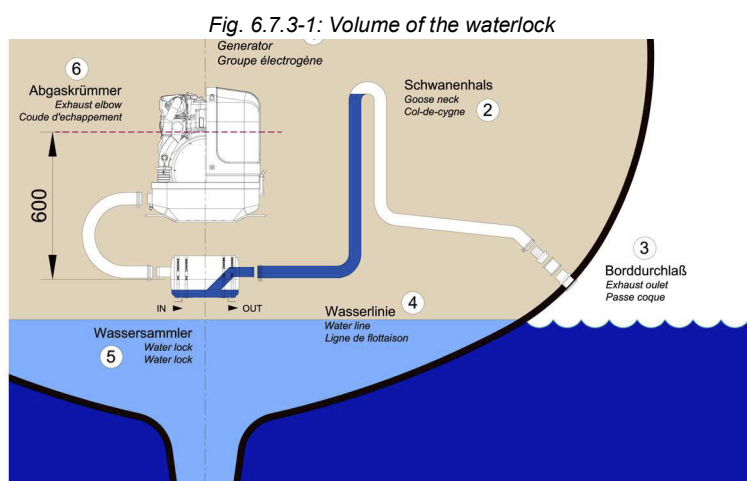 Fig. 6.7.3-1: Volume of the waterlock
Generator
Groupe électrogène
6
Abgaskrümmer
Exhaust elbow
Coude d'echappement
Schwanenhals
Goose neck
Col-de-cygne
2
600
3
Borddurchlaß
Exhaust oulet
Passe coque
IN
OUT
Wasserlinie
Water line
Ligne de flottaison
4
Wassersammler
Water lock
Water lock
5